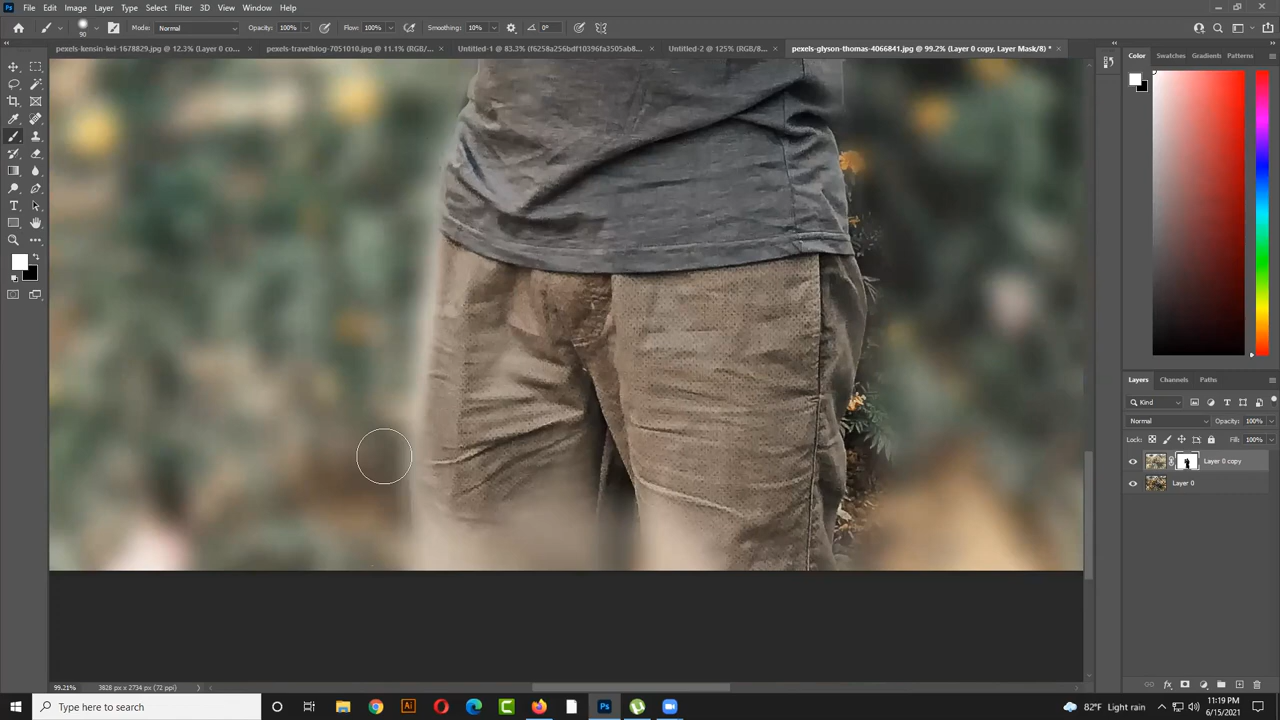 File Edit Image Layer Type Select Filter 3D View Window Help
90 Mode: Normal Opacity: 100% Flow: 100% Smoothing: 10% 0°
pexels-kensin-kei-1678829.jpg @ 12.3% (Layer 0 co... × pexels-travelblog-7051010.jpg @ 11.1% (RGB/8... × Untitled-1 @ 83.3% (f6258a256bdf10396fa3505ab8... × Untitled-2 @ 125% (RGB/8... × pexels-glyson-thomas-4066841.jpg @ 99.2% (Layer 0 copy, Layer Mask/8) * ×
Color Swatches Gradients Patterns
Layers Channels Paths
Kind
Normal Opacity: 100%
Lock: Fill: 100%
Layer 0 copy
Layer 0
99.21% 3828 px x 2734 px (72 ppi)
Type here to search
82°F Light rain
11:19 PM
6/15/2021